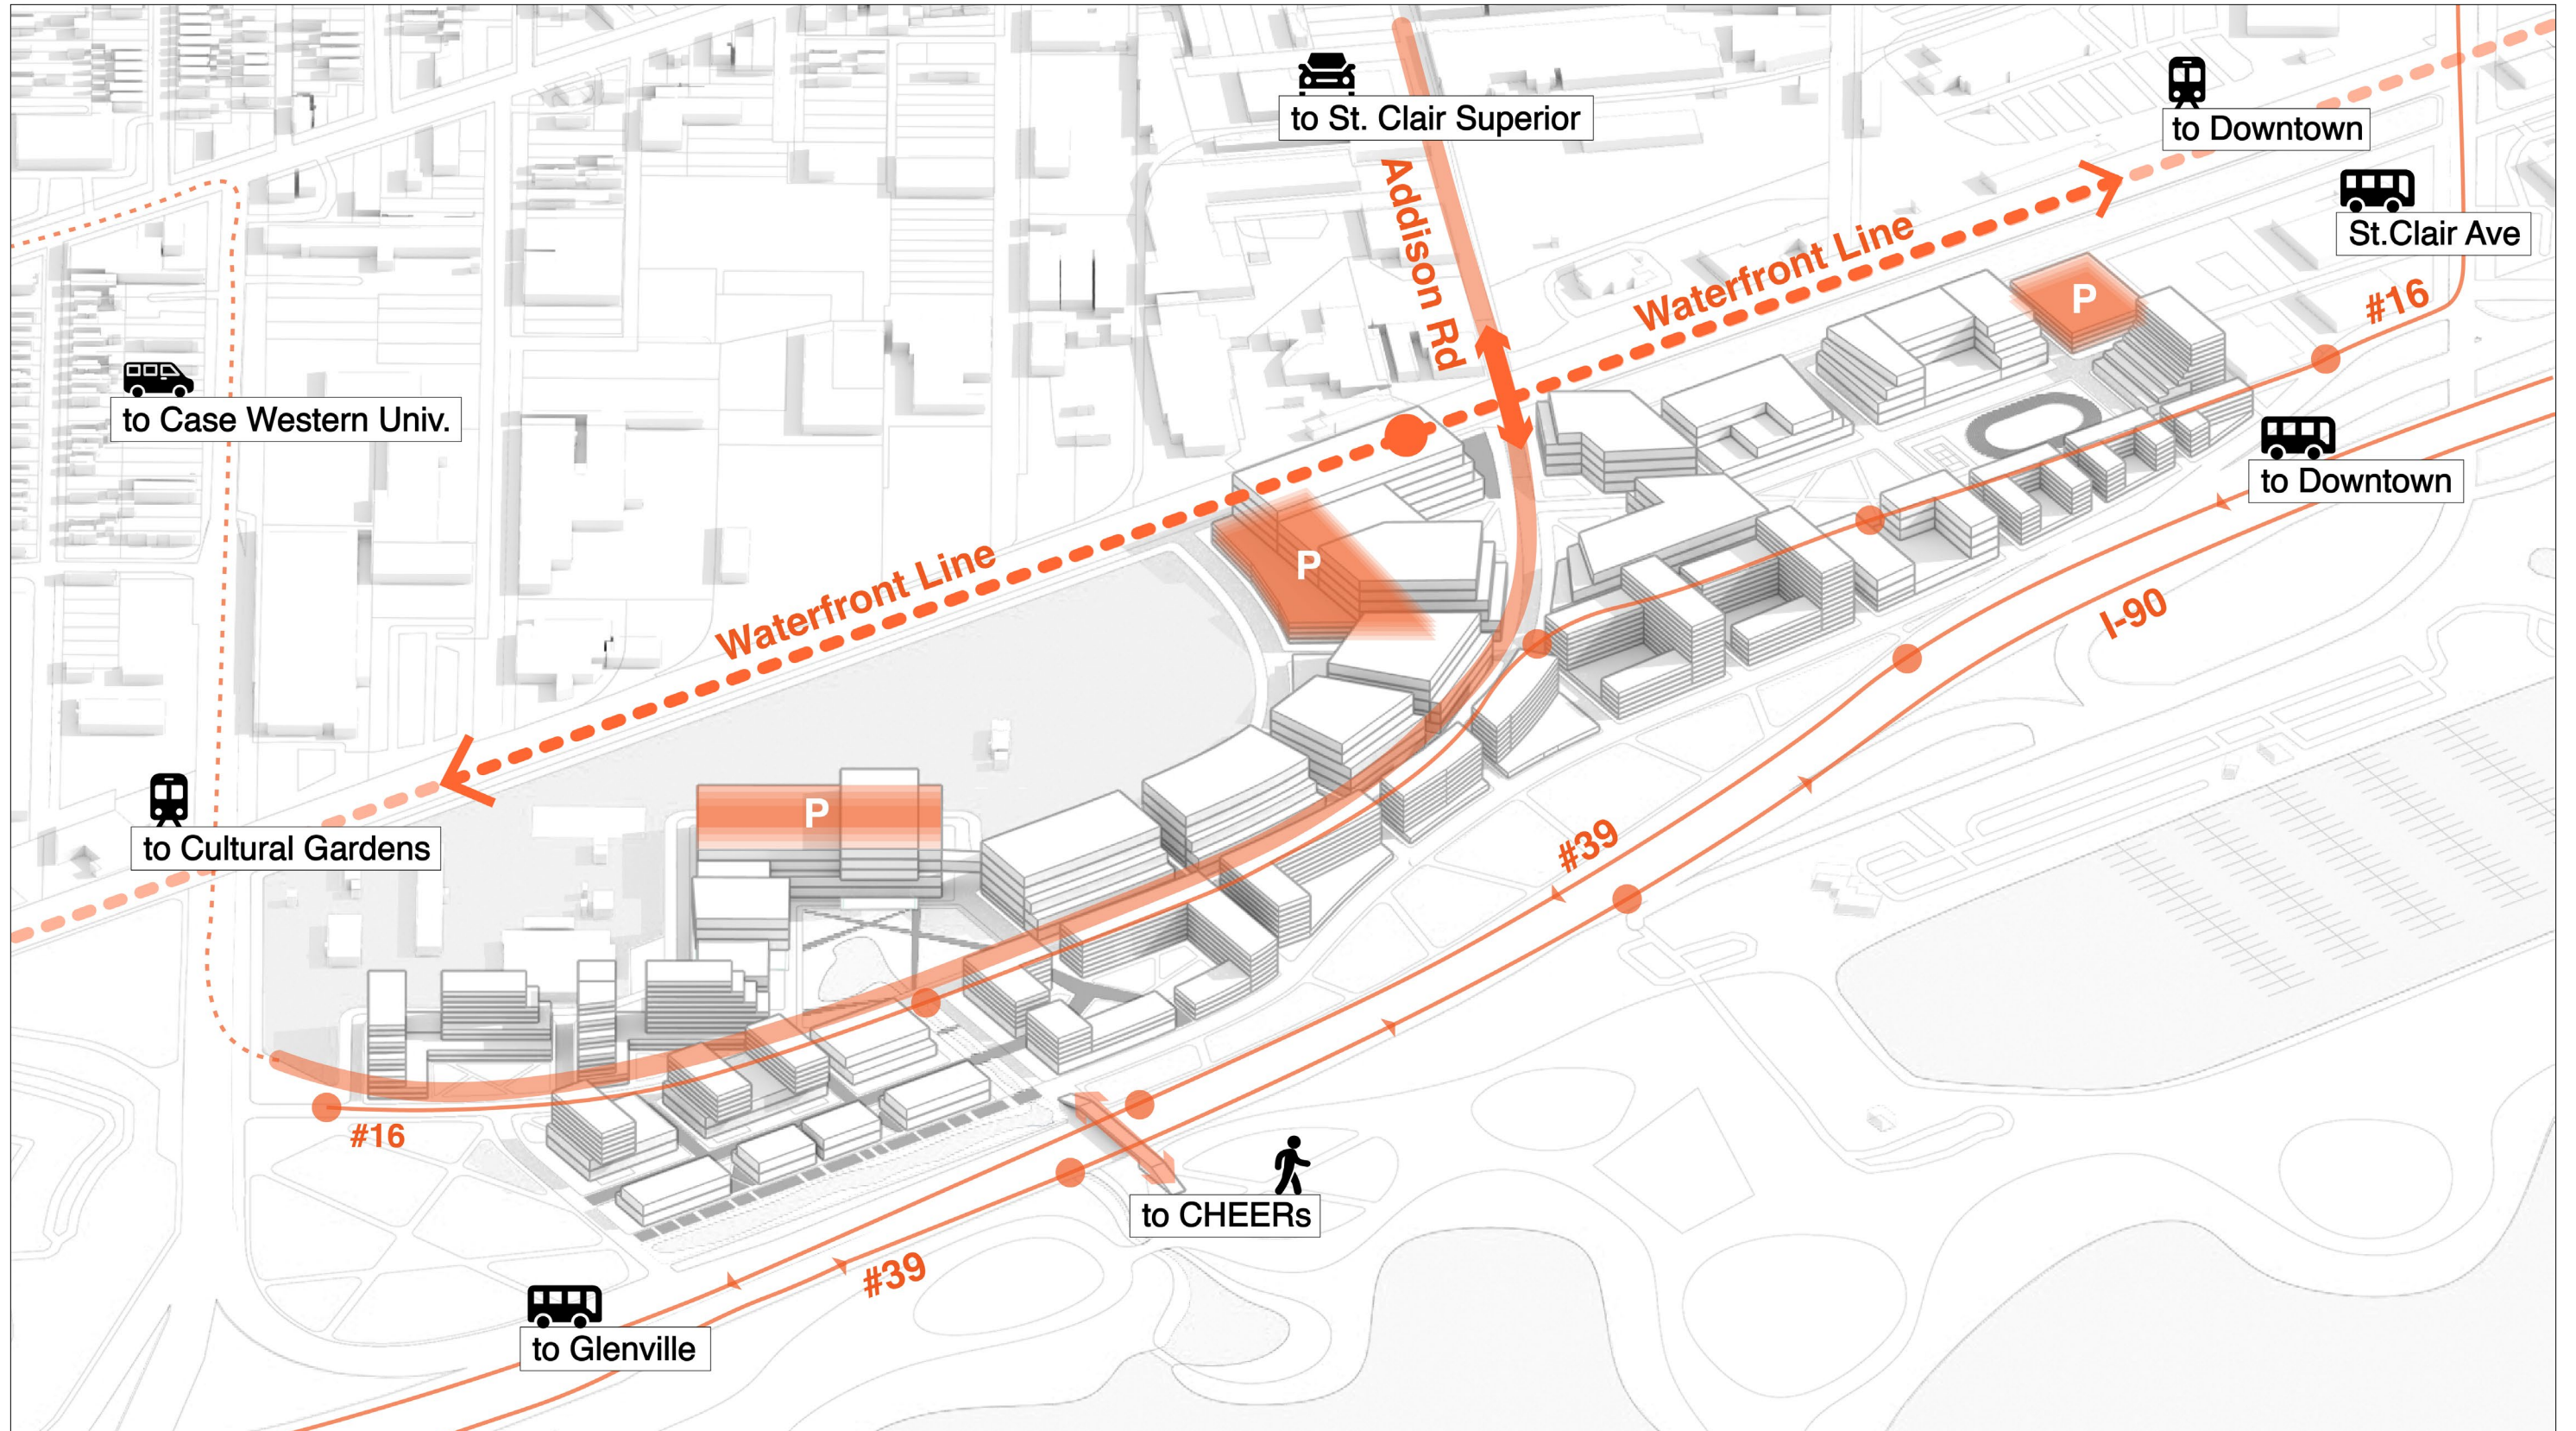 to St. Clair Superior
to Downtown
St.Clair Ave
Addison Rd
Waterfront Line
#16
P
to Case Western Univ.
to Downtown
P
Waterfront Line
I-90
P
to Cultural Gardens
#39
#16
to CHEERs
#39
to Glenville